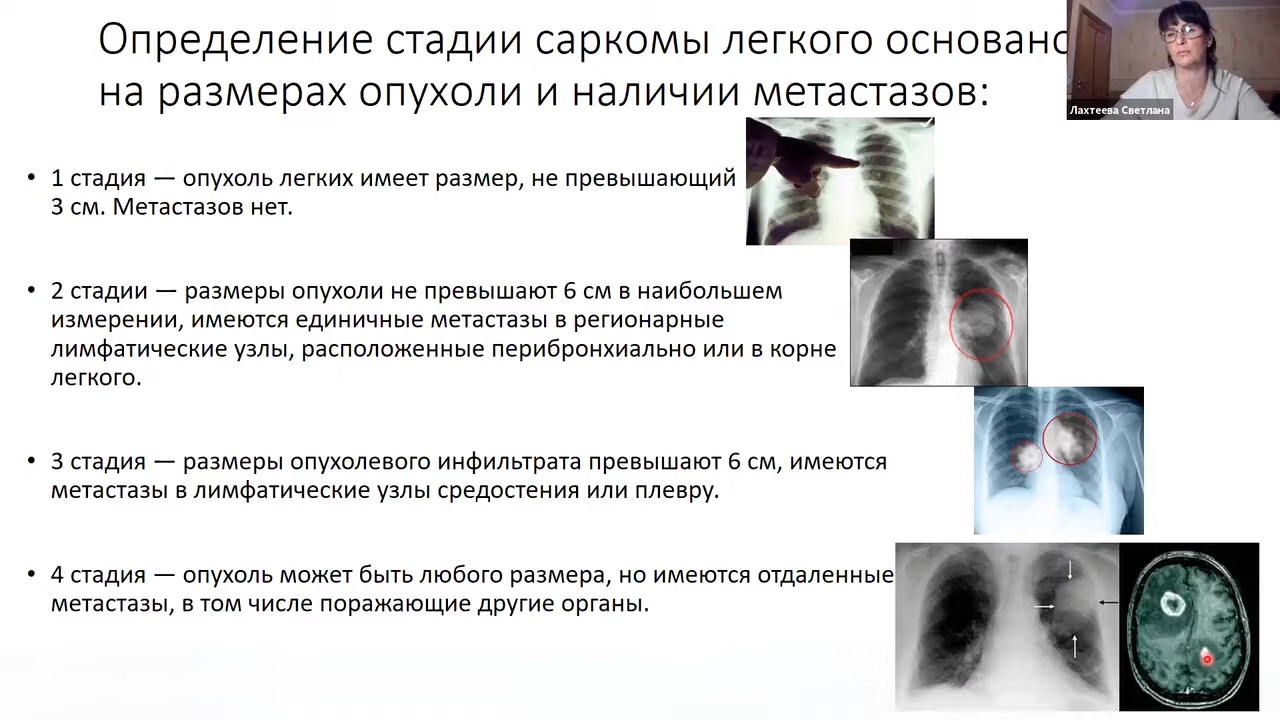 Определение стадии саркомы легкого основано
на размерах опухоли и наличии метастазов:
Лахтеева Светлана
• 1 стадия — опухоль легких имеет размер, не превышающий
3 см. Метастазов нет.
• 2 стадии — размеры опухоли не превышают 6 см в наибольшем
измерении, имеются единичные метастазы в регионарные
лимфатические узлы, расположенные перибронхиально или в корне
легкого.
• 3 стадия — размеры опухолевого инфильтрата превышают 6 см, имеются
метастазы в лимфатические узлы средостения или плевру.
• 4 стадия — опухоль может быть любого размера, но имеются отдаленные
метастазы, в том числе поражающие другие органы.